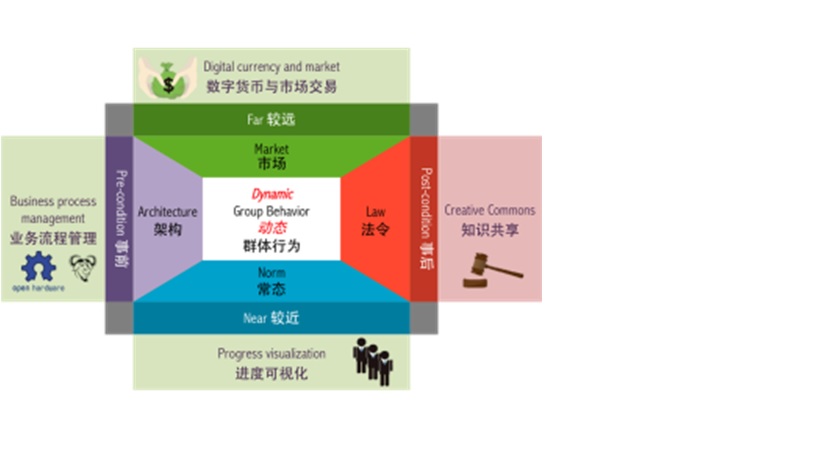 Digital currency and market
数字货币与市场交易
Far 较远
Market
市场
Business process
management
业务流程管理
open hardware
Pre-condition 事前
Architecture
架构
Dynamic
Group Behavior
动态
群体行为
Law
法令
Post-condition 事后
Creative Commons
知识共享
Norm
常态
Near 较近
Progress visualization
进度可视化